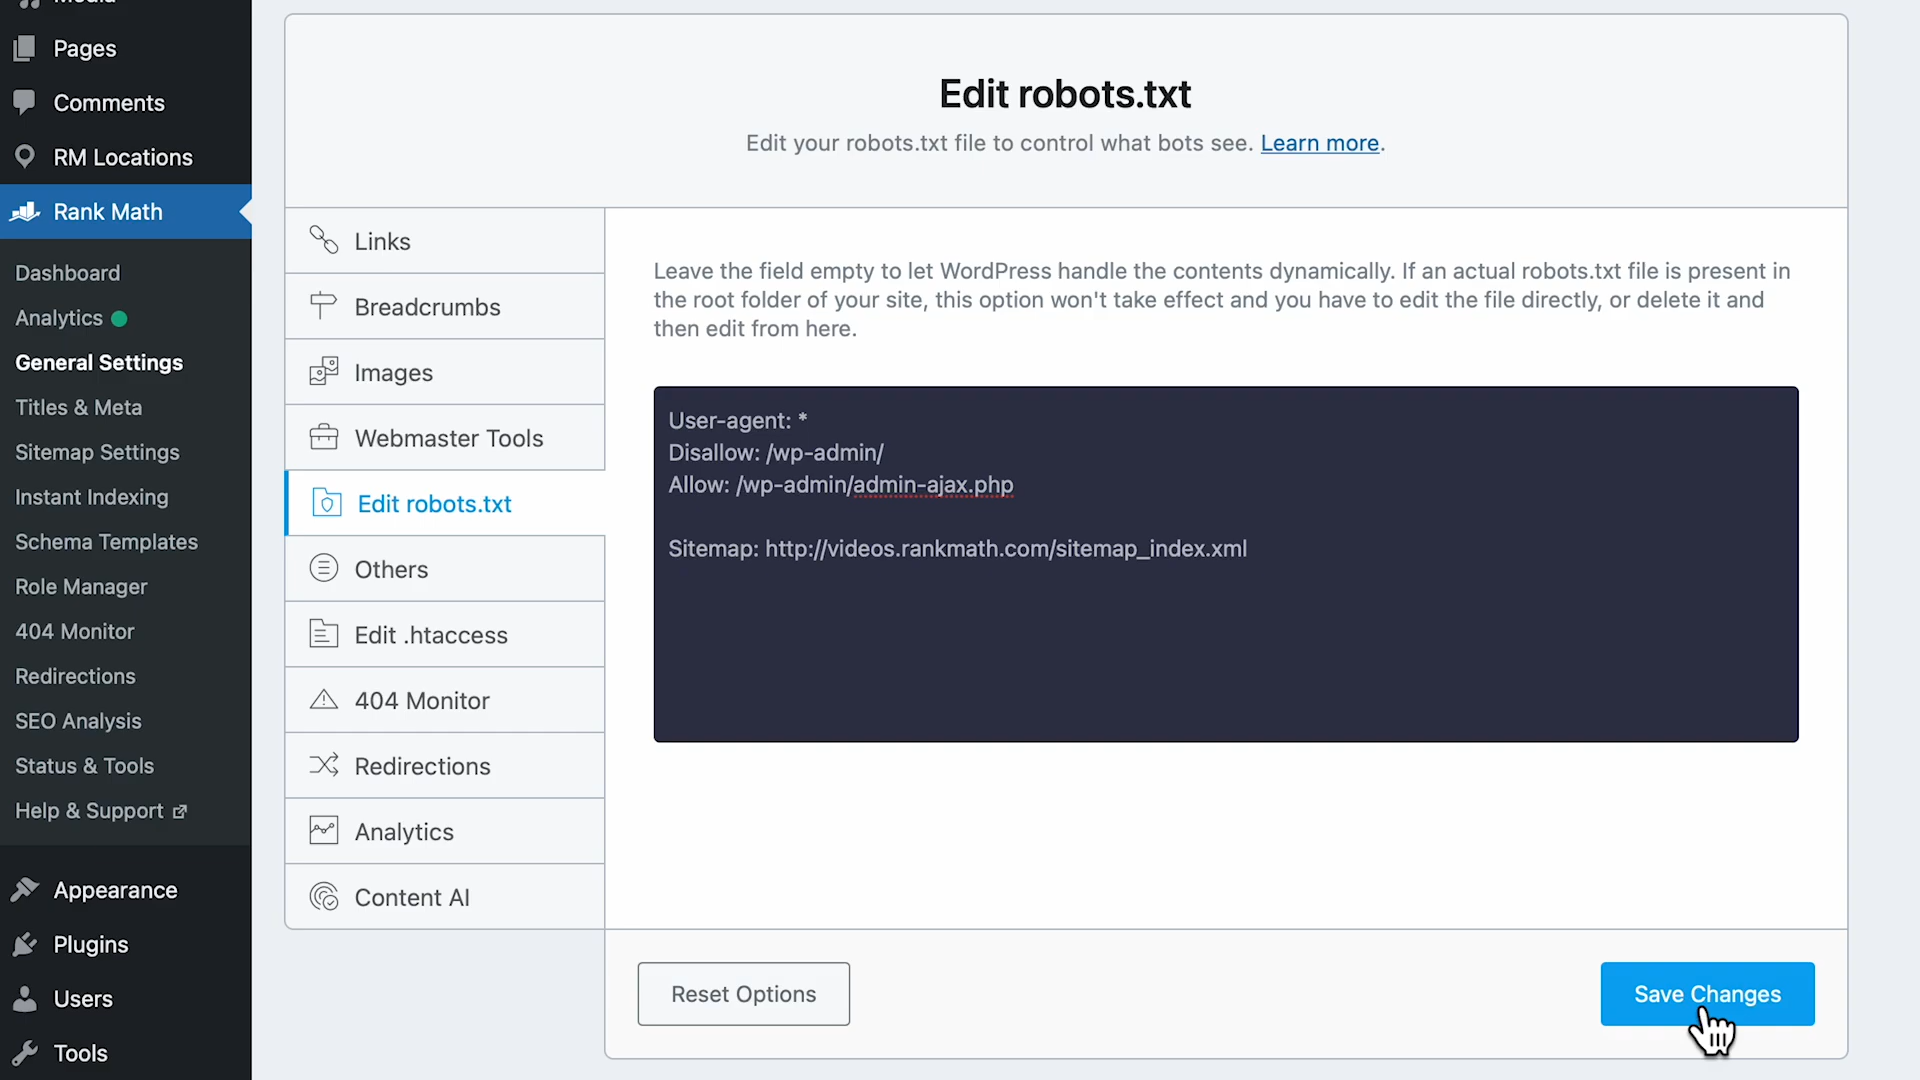 Media
Pages
Comments
RM Locations
Rank Math
Dashboard
Analytics
General Settings
Titles & Meta
Sitemap Settings
Instant Indexing
Schema Templates
Role Manager
404 Monitor
Redirections
SEO Analysis
Status & Tools
Help & Support
Appearance
Plugins
Users
Tools
Edit robots.txt
Edit your robots.txt file to control what bots see. Learn more.
Links
Breadcrumbs
Images
Webmaster Tools
Edit robots.txt
Others
Edit .htaccess
404 Monitor
Redirections
Analytics
Content AI
Leave the field empty to let WordPress handle the contents dynamically. If an actual robots.txt file is present in
the root folder of your site, this option won't take effect and you have to edit the file directly, or delete it and
then edit from here.
User-agent: *
Disallow: /wp-admin/
Allow: /wp-admin/admin-ajax.php
Sitemap: http://videos.rankmath.com/sitemap_index.xml
Reset Options
Save Changes